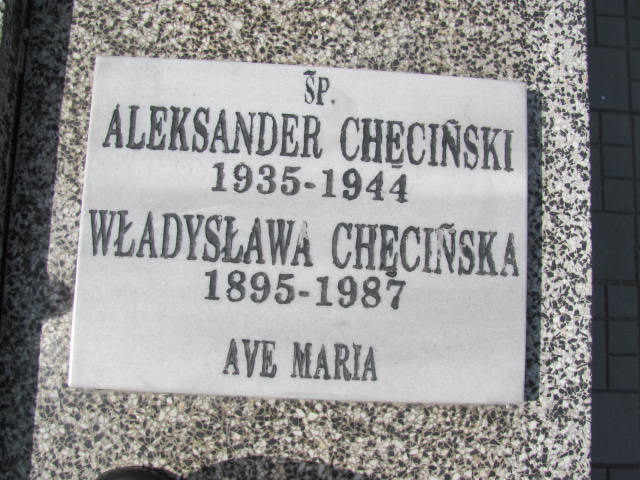 ŚP.
ALEKSANDER CHĘCIŃSKI
1935-1944
WŁADYSŁAWA CHĘCIŃSKA
1895-1987
AVE MARIA